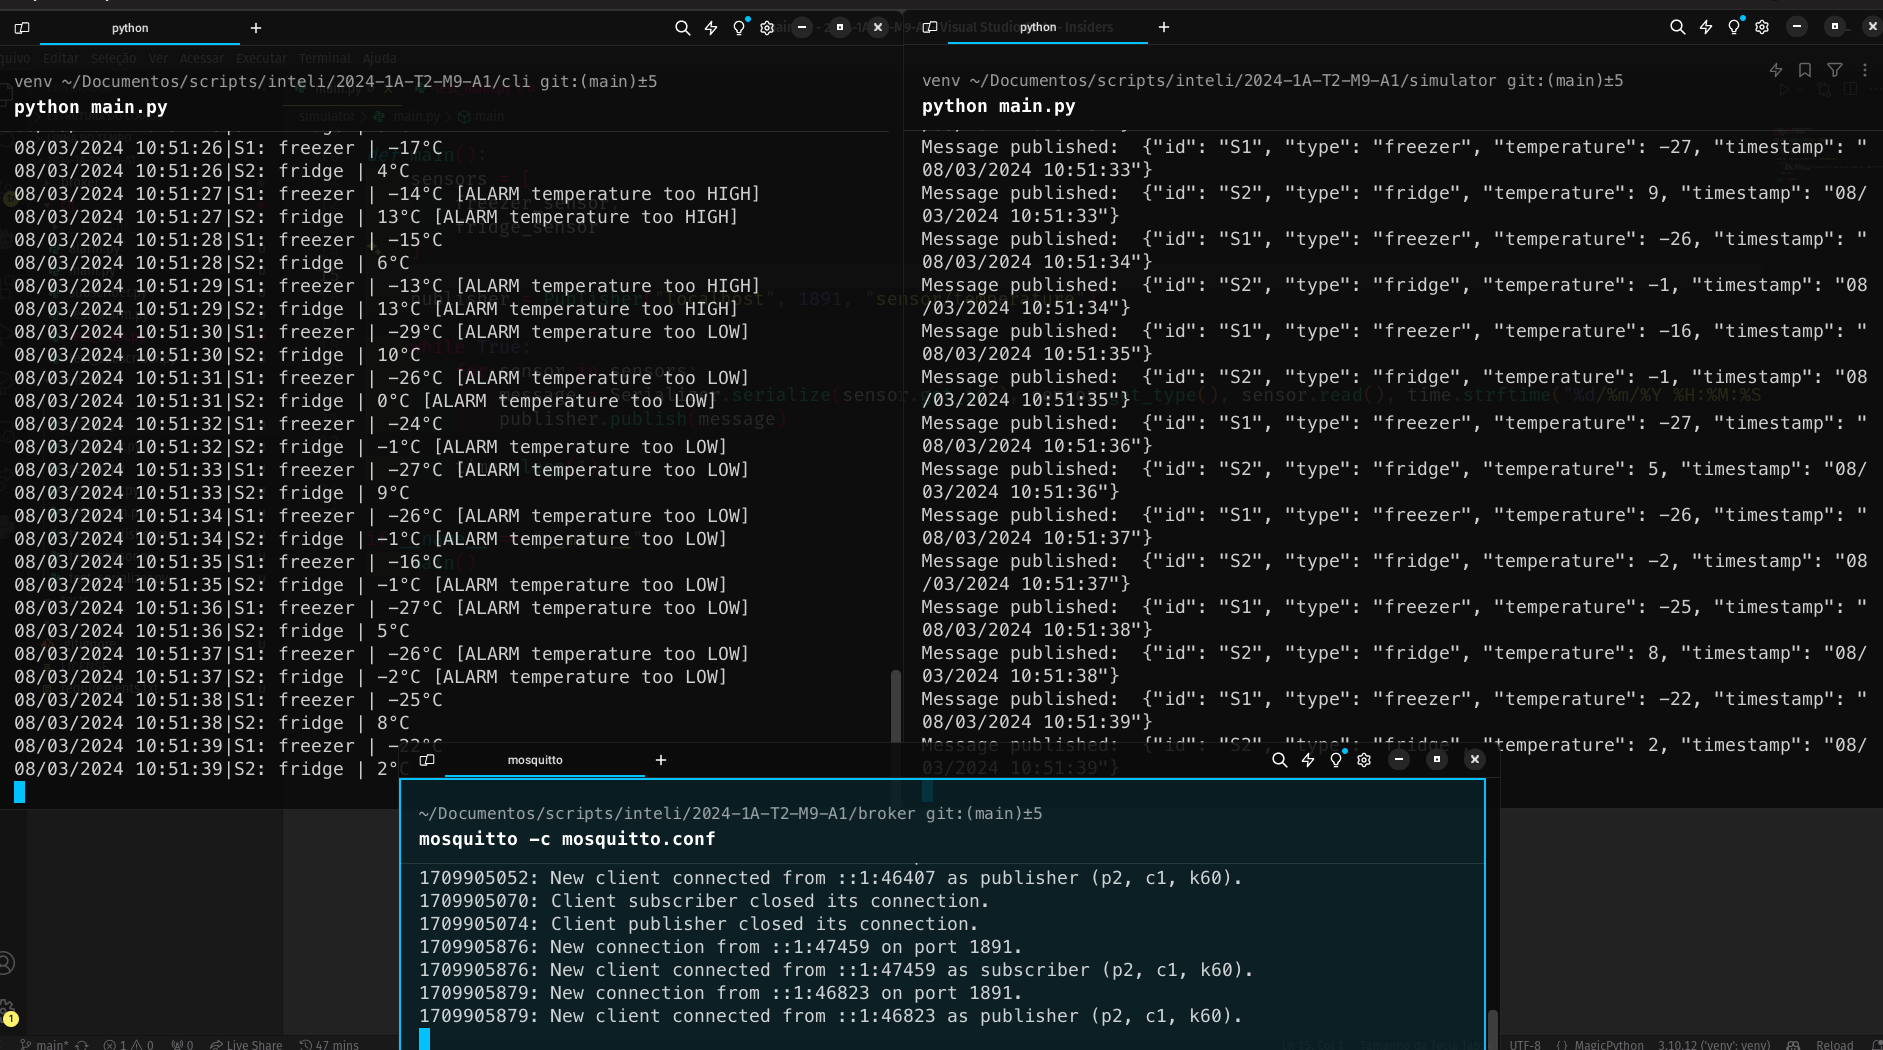 python
venv ~/Documentos/scripts/inteli/2024-1A-T2-M9-A1/cli git:(main)±5
python main.py
08/03/2024 10:51:26|S1: freezer | -17°C
08/03/2024 10:51:26|S2: fridge | 4°C
08/03/2024 10:51:27|S1: freezer | -14°C [ALARM temperature too HIGH]
08/03/2024 10:51:27|S2: fridge | 13°C [ALARM temperature too HIGH]
08/03/2024 10:51:28|S1: freezer | -15°C
08/03/2024 10:51:28|S2: fridge | 6°C
08/03/2024 10:51:29|S1: freezer | -13°C [ALARM temperature too HIGH]
08/03/2024 10:51:29|S2: fridge | 13°C [ALARM temperature too HIGH]
08/03/2024 10:51:30|S1: freezer | -29°C [ALARM temperature too LOW]
08/03/2024 10:51:30|S2: fridge | 10°C
08/03/2024 10:51:31|S1: freezer | -26°C [ALARM temperature too LOW]
08/03/2024 10:51:31|S2: fridge | 0°C [ALARM temperature too LOW]
08/03/2024 10:51:32|S1: freezer | -24°C
08/03/2024 10:51:32|S2: fridge | -1°C [ALARM temperature too LOW]
08/03/2024 10:51:33|S1: freezer | -27°C [ALARM temperature too LOW]
08/03/2024 10:51:33|S2: fridge | 9°C
08/03/2024 10:51:34|S1: freezer | -26°C [ALARM temperature too LOW]
08/03/2024 10:51:34|S2: fridge | -1°C [ALARM temperature too LOW]
08/03/2024 10:51:35|S1: freezer | -16°C
08/03/2024 10:51:35|S2: fridge | -1°C [ALARM temperature too LOW]
08/03/2024 10:51:36|S1: freezer | -27°C [ALARM temperature too LOW]
08/03/2024 10:51:36|S2: fridge | 5°C
08/03/2024 10:51:37|S1: freezer | -26°C [ALARM temperature too LOW]
08/03/2024 10:51:37|S2: fridge | -2°C [ALARM temperature too LOW]
08/03/2024 10:51:38|S1: freezer | -25°C
08/03/2024 10:51:38|S2: fridge | 8°C
08/03/2024 10:51:39|S1: freezer | -22°C
08/03/2024 10:51:39|S2: fridge | 2°C
python
venv ~/Documentos/scripts/inteli/2024-1A-T2-M9-A1/simulator git:(main)±5
python main.py
Message published:  {"id": "S1", "type": "freezer", "temperature": -27, "timestamp": "
08/03/2024 10:51:33"}
Message published:  {"id": "S2", "type": "fridge", "temperature": 9, "timestamp": "08/
03/2024 10:51:33"}
Message published:  {"id": "S1", "type": "freezer", "temperature": -26, "timestamp": "
08/03/2024 10:51:34"}
Message published:  {"id": "S2", "type": "fridge", "temperature": -1, "timestamp": "08
/03/2024 10:51:34"}
Message published:  {"id": "S1", "type": "freezer", "temperature": -16, "timestamp": "
08/03/2024 10:51:35"}
Message published:  {"id": "S2", "type": "fridge", "temperature": -1, "timestamp": "08
/03/2024 10:51:35"}
Message published:  {"id": "S1", "type": "freezer", "temperature": -27, "timestamp": "
08/03/2024 10:51:36"}
Message published:  {"id": "S2", "type": "fridge", "temperature": 5, "timestamp": "08/
03/2024 10:51:36"}
Message published:  {"id": "S1", "type": "freezer", "temperature": -26, "timestamp": "
08/03/2024 10:51:37"}
Message published:  {"id": "S2", "type": "fridge", "temperature": -2, "timestamp": "08
/03/2024 10:51:37"}
Message published:  {"id": "S1", "type": "freezer", "temperature": -25, "timestamp": "
08/03/2024 10:51:38"}
Message published:  {"id": "S2", "type": "fridge", "temperature": 8, "timestamp": "08/
03/2024 10:51:38"}
Message published:  {"id": "S1", "type": "freezer", "temperature": -22, "timestamp": "
08/03/2024 10:51:39"}
Message published:  {"id": "S2", "type": "fridge", "temperature": 2, "timestamp": "08/
03/2024 10:51:39"}
mosquitto
~/Documentos/scripts/inteli/2024-1A-T2-M9-A1/broker git:(main)±5
mosquitto -c mosquitto.conf
1709905052: New client connected from ::1:46407 as publisher (p2, c1, k60).
1709905070: Client subscriber closed its connection.
1709905074: Client publisher closed its connection.
1709905876: New connection from ::1:47459 on port 1891.
1709905876: New client connected from ::1:47459 as subscriber (p2, c1, k60).
1709905879: New connection from ::1:46823 on port 1891.
1709905879: New client connected from ::1:46823 as publisher (p2, c1, k60).
1
main* 1 0 0 Live Share 47 mins UTF-8 {} MagicPython 3.10.12 ('venv': venv) Reload